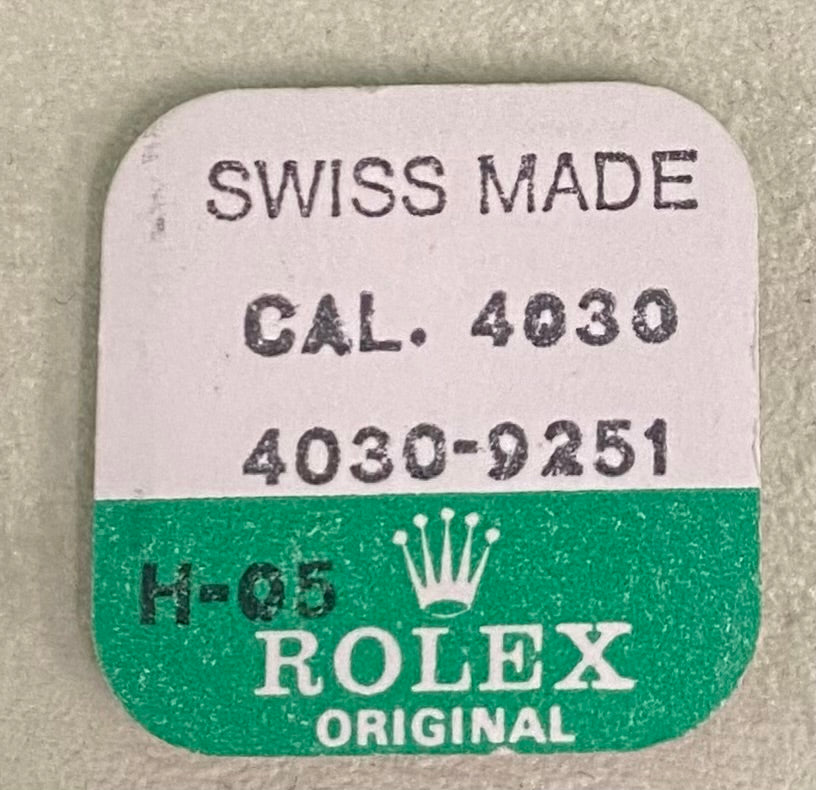 SWISS MADE
CAL. 4030
4030-9251
H-05
ROLEX
ORIGINAL